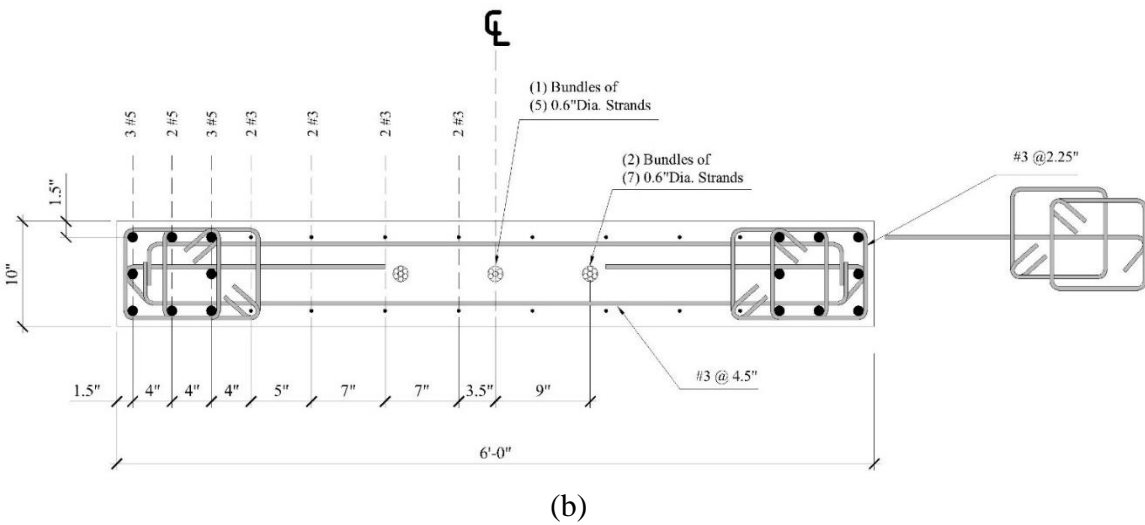 CL
(1) Bundles of
(5) 0.6"Dia. Strands
3 #5
2 #5
3 #5
2 #3
2 #3
2 #3
2 #3
(2) Bundles of
(7) 0.6"Dia. Strands
#3 @2.25"
1.5"
10"
#3 @ 4.5"
1.5"
4"
4"
4"
5"
7"
7"
3.5"
9"
6'-0"
(b)